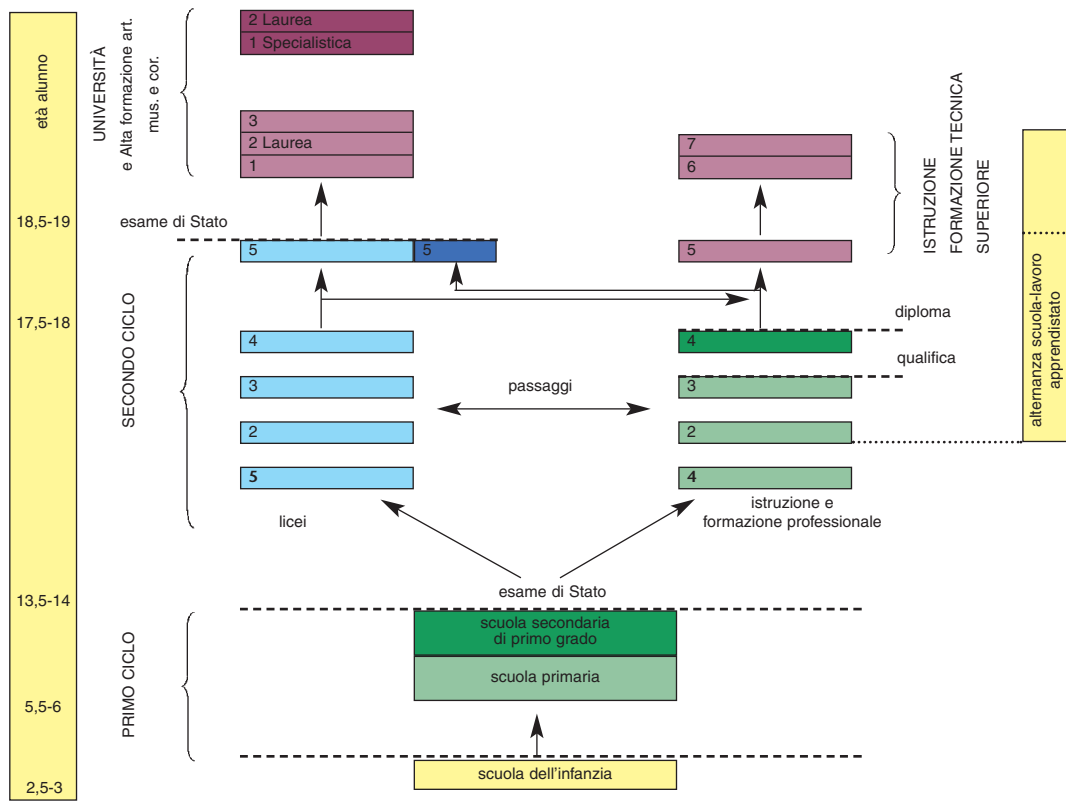 età alunno
18,5-19
17,5-18
13,5-14
5,5-6
2,5-3
UNIVERSITÀ
e Alta formazione art.
mus. e cor.
2 Laurea
1 Specialistica
3
2 Laurea
1
7
6
ISTRUZIONE
FORMAZIONE TECNICA
SUPERIORE
esame di Stato
5
5
5
SECONDO CICLO
diploma
4
4
qualifica
3
passaggi
3
2
2
5
4
alternanza scuola-lavoro
apprendistato
licei
istruzione e
formazione professionale
esame di Stato
PRIMO CICLO
scuola secondaria
di primo grado
scuola primaria
scuola dell'infanzia